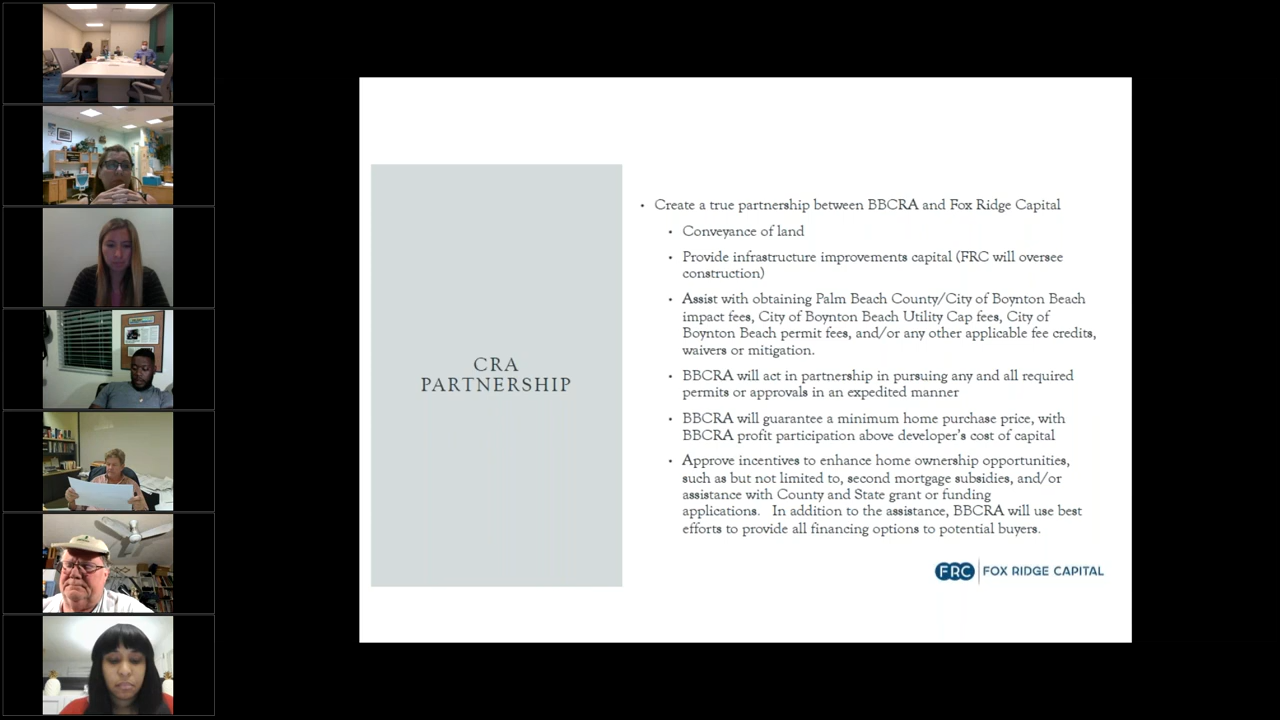 CRA
PARTNERSHIP
• Create a true partnership between BBCRA and Fox Ridge Capital
• Conveyance of land
• Provide infrastructure improvements capital (FRC will oversee
construction)
• Assist with obtaining Palm Beach County/City of Boynton Beach
impact fees, City of Boynton Beach Utility Cap fees, City of
Boynton Beach permit fees, and/or any other applicable fee credits,
waivers or mitigation.
• BBCRA will act in partnership in pursuing any and all required
permits or approvals in an expedited manner
• BBCRA will guarantee a minimum home purchase price, with
BBCRA profit participation above developer's cost of capital
• Approve incentives to enhance home ownership opportunities,
such as but not limited to, second mortgage subsidies, and/or
assistance with County and State grant or funding
applications.   In addition to the assistance, BBCRA will use best
efforts to provide all financing options to potential buyers.
FRC FOX RIDGE CAPITAL